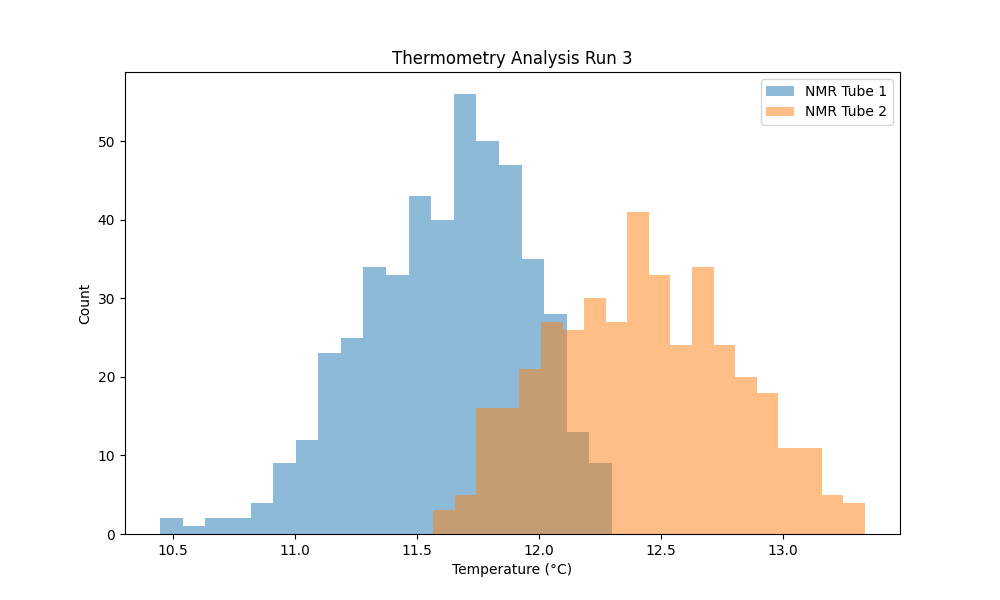 Thermometry Analysis Run 3
NMR Tube 1
NMR Tube 2
Count
50
40
30
20
10
0
10.5 11.0 11.5 12.0 12.5 13.0
Temperature (°C)